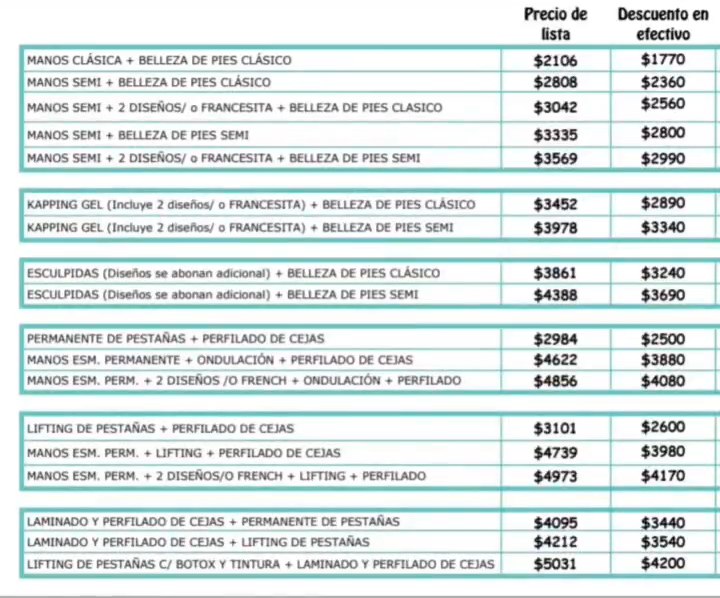 Precio de lista Descuento en efectivo
MANOS CLÁSICA + BELLEZA DE PIES CLÁSICO $2106 $1770
MANOS SEMI + BELLEZA DE PIES CLÁSICO $2808 $2360
MANOS SEMI + 2 DISEÑOS/ o FRANCESITA + BELLEZA DE PIES CLASICO $3042 $2560
MANOS SEMI + BELLEZA DE PIES SEMI $3335 $2800
MANOS SEMI + 2 DISEÑOS/ o FRANCESITA + BELLEZA DE PIES SEMI $3569 $2990
KAPPING GEL (Incluye 2 diseños/ o FRANCESITA) + BELLEZA DE PIES CLÁSICO $3452 $2890
KAPPING GEL (Incluye 2 diseños/ o FRANCESITA) + BELLEZA DE PIES SEMI $3978 $3340
ESCULPIDAS (Diseños se abonan adicional) + BELLEZA DE PIES CLÁSICO $3861 $3240
ESCULPIDAS (Diseños se abonan adicional) + BELLEZA DE PIES SEMI $4388 $3690
PERMANENTE DE PESTAÑAS + PERFILADO DE CEJAS $2984 $2500
MANOS ESM. PERMANENTE + ONDULACIÓN + PERFILADO DE CEJAS $4622 $3880
MANOS ESM. PERM. + 2 DISEÑOS /O FRENCH + ONDULACIÓN + PERFILADO $4856 $4080
LIFTING DE PESTAÑAS + PERFILADO DE CEJAS $3101 $2600
MANOS ESM. PERM. + LIFTING + PERFILADO DE CEJAS $4739 $3980
MANOS ESM. PERM. + 2 DISEÑOS/O FRENCH + LIFTING + PERFILADO $4973 $4170
LAMINADO Y PERFILADO DE CEJAS + PERMANENTE DE PESTAÑAS $4095 $3440
LAMINADO Y PERFILADO DE CEJAS + LIFTING DE PESTAÑAS $4212 $3540
LIFTING DE PESTAÑAS C/ BOTOX Y TINTURA + LAMINADO Y PERFILADO DE CEJAS $5031 $4200